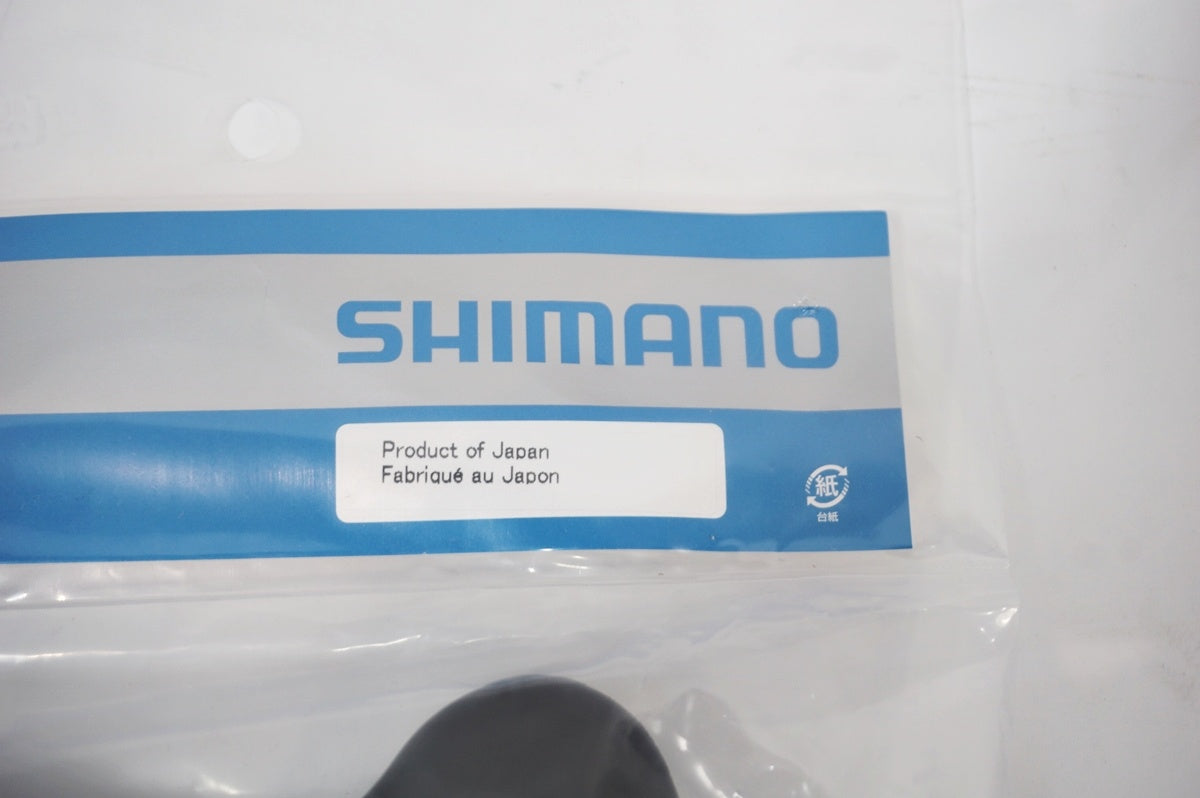 SHIMANO
Product of Japan
Fabriqué au Japon
紙
台紙